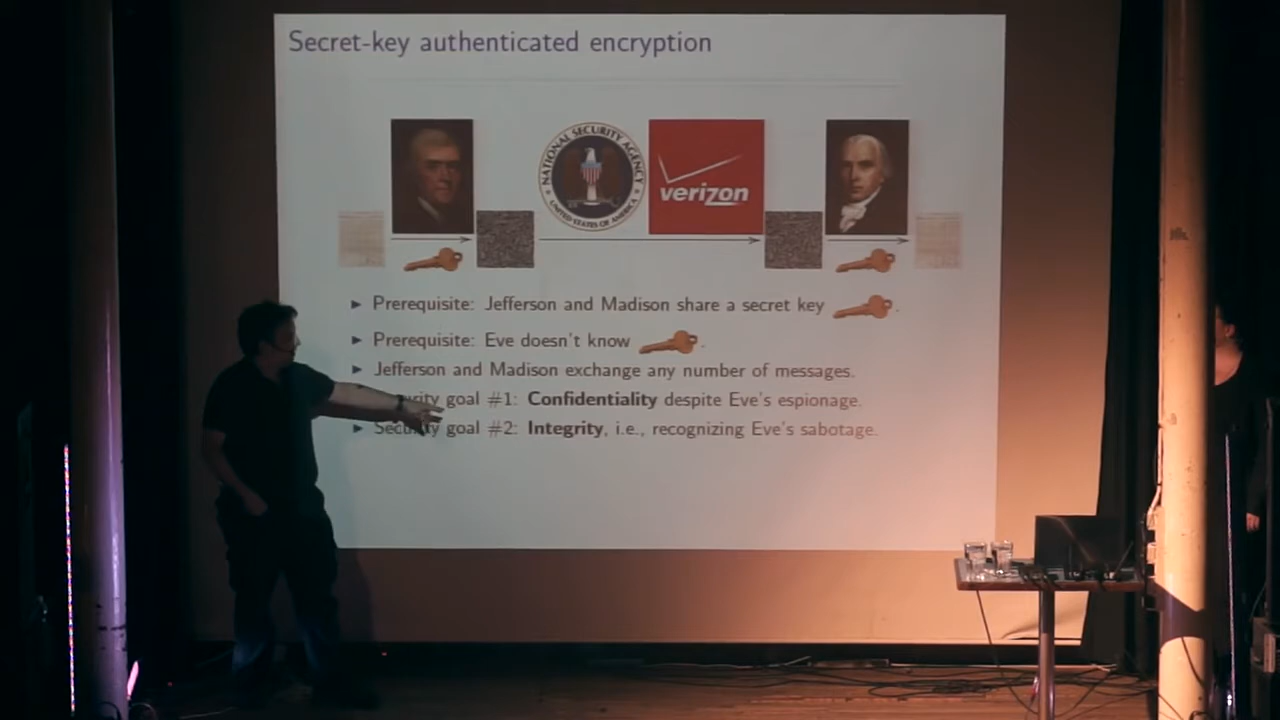 Secret-key authenticated encryption
NATIONAL SECURITY AGENCY
UNITED STATES OF AMERICA
verizon
Prerequisite: Jefferson and Madison share a secret key .
Prerequisite: Eve doesn't know .
Jefferson and Madison exchange any number of messages.
goal #1: Confidentiality despite Eve's espionage.
Security goal #2: Integrity, i.e., recognizing Eve's sabotage.